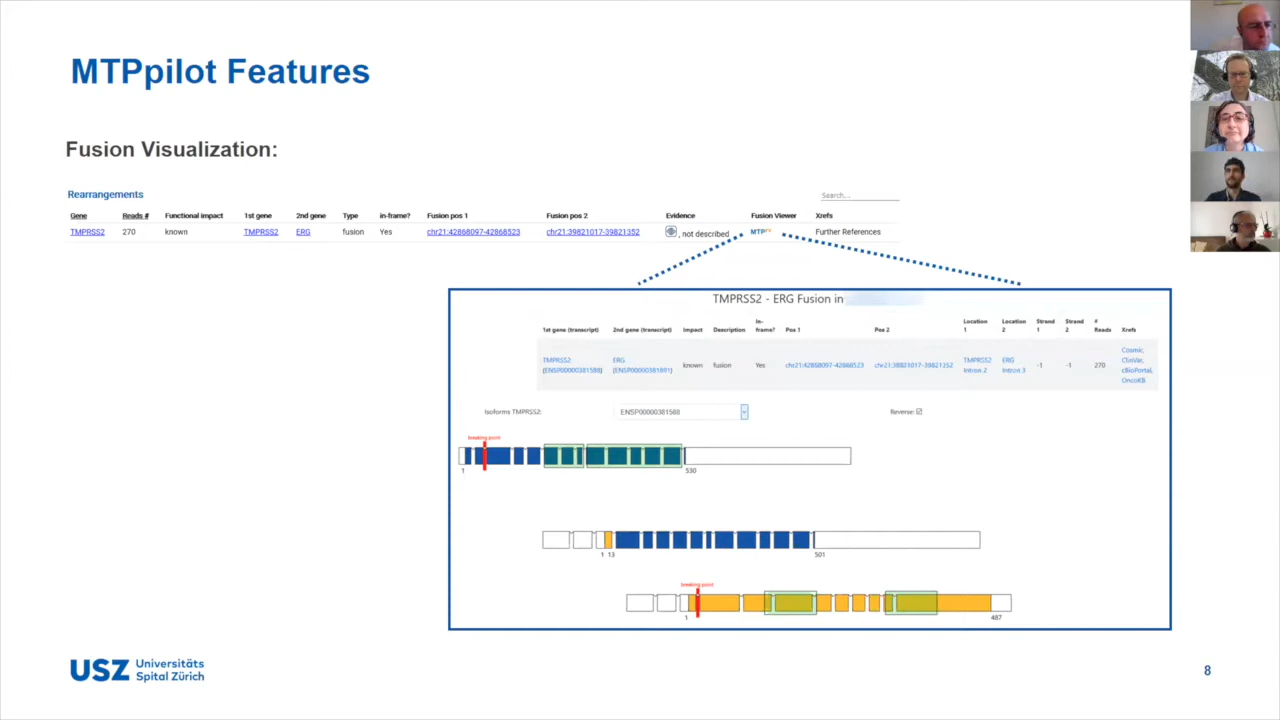 MTPpilot Features
Fusion Visualization:
Rearrangements
Search...
Gene Reads # Functional impact 1st gene 2nd gene Type in-frame? Fusion pos 1 Fusion pos 2 Evidence Fusion Viewer Xrefs
TMPRSS2 270 known TMPRSS2 ERG fusion Yes chr21:42868097-42868523 chr21:39821017-39821352 , not described MTP Further References
TMPRSS2 - ERG Fusion in
1st gene (transcript) 2nd gene (transcript) Impact Description In-frame? Pos 1 Pos 2 Location 1 Location 2 Strand 1 Strand 2 # Reads Xrefs
TMPRSS2 (ENSP00000381588) ERG (ENSP00000381891) known fusion Yes chr21:42868097-42868523 chr21:39821017-39821352 TMPRSS2 Intron 2 ERG Intron 3 -1 -1 270 Cosmic, ClinVar, cBioPortal, OncoKB
Isoforms TMPRSS2: ENSP00000381588 Reverse:
breaking point
1 530
1 13 501
breaking point
1 487
USZ Universitäts
Spital Zürich
8